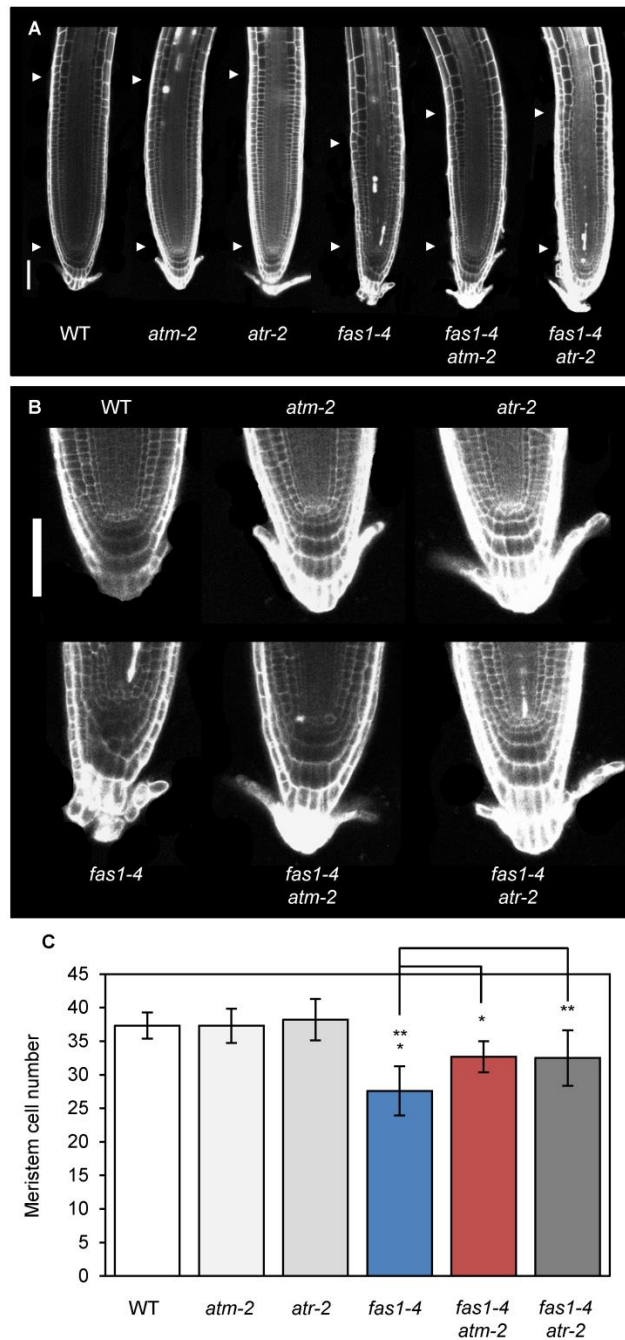 A
WT atm-2 atr-2 fas1-4 fas1-4 fas1-4
atm-2 atr-2
B
WT atm-2 atr-2
fas1-4 fas1-4 fas1-4
atm-2 atr-2
C
Meristem cell number
45
40
35
30
25
20
15
10
5
0
**
*
*
**
WT atm-2 atr-2 fas1-4 fas1-4 fas1-4
atm-2 atr-2